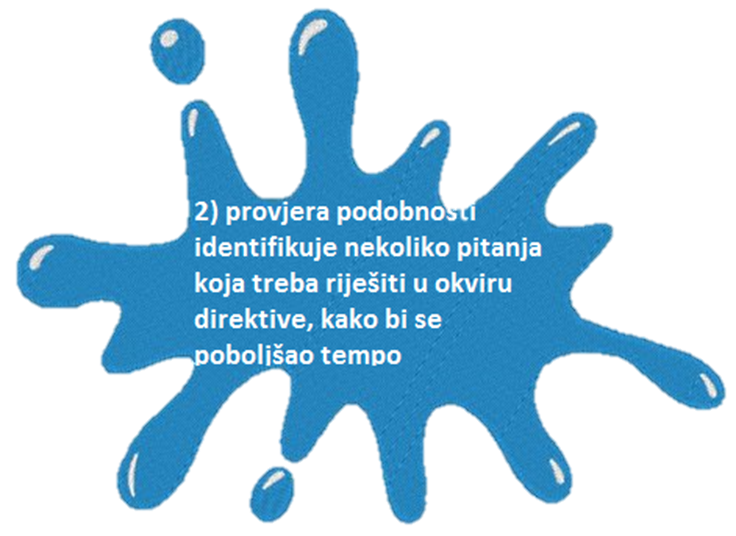 2) provjera podobnosti
identifikuje nekoliko pitanja
koja treba riješiti u okviru
direktive, kako bi se
poboljšao tempo